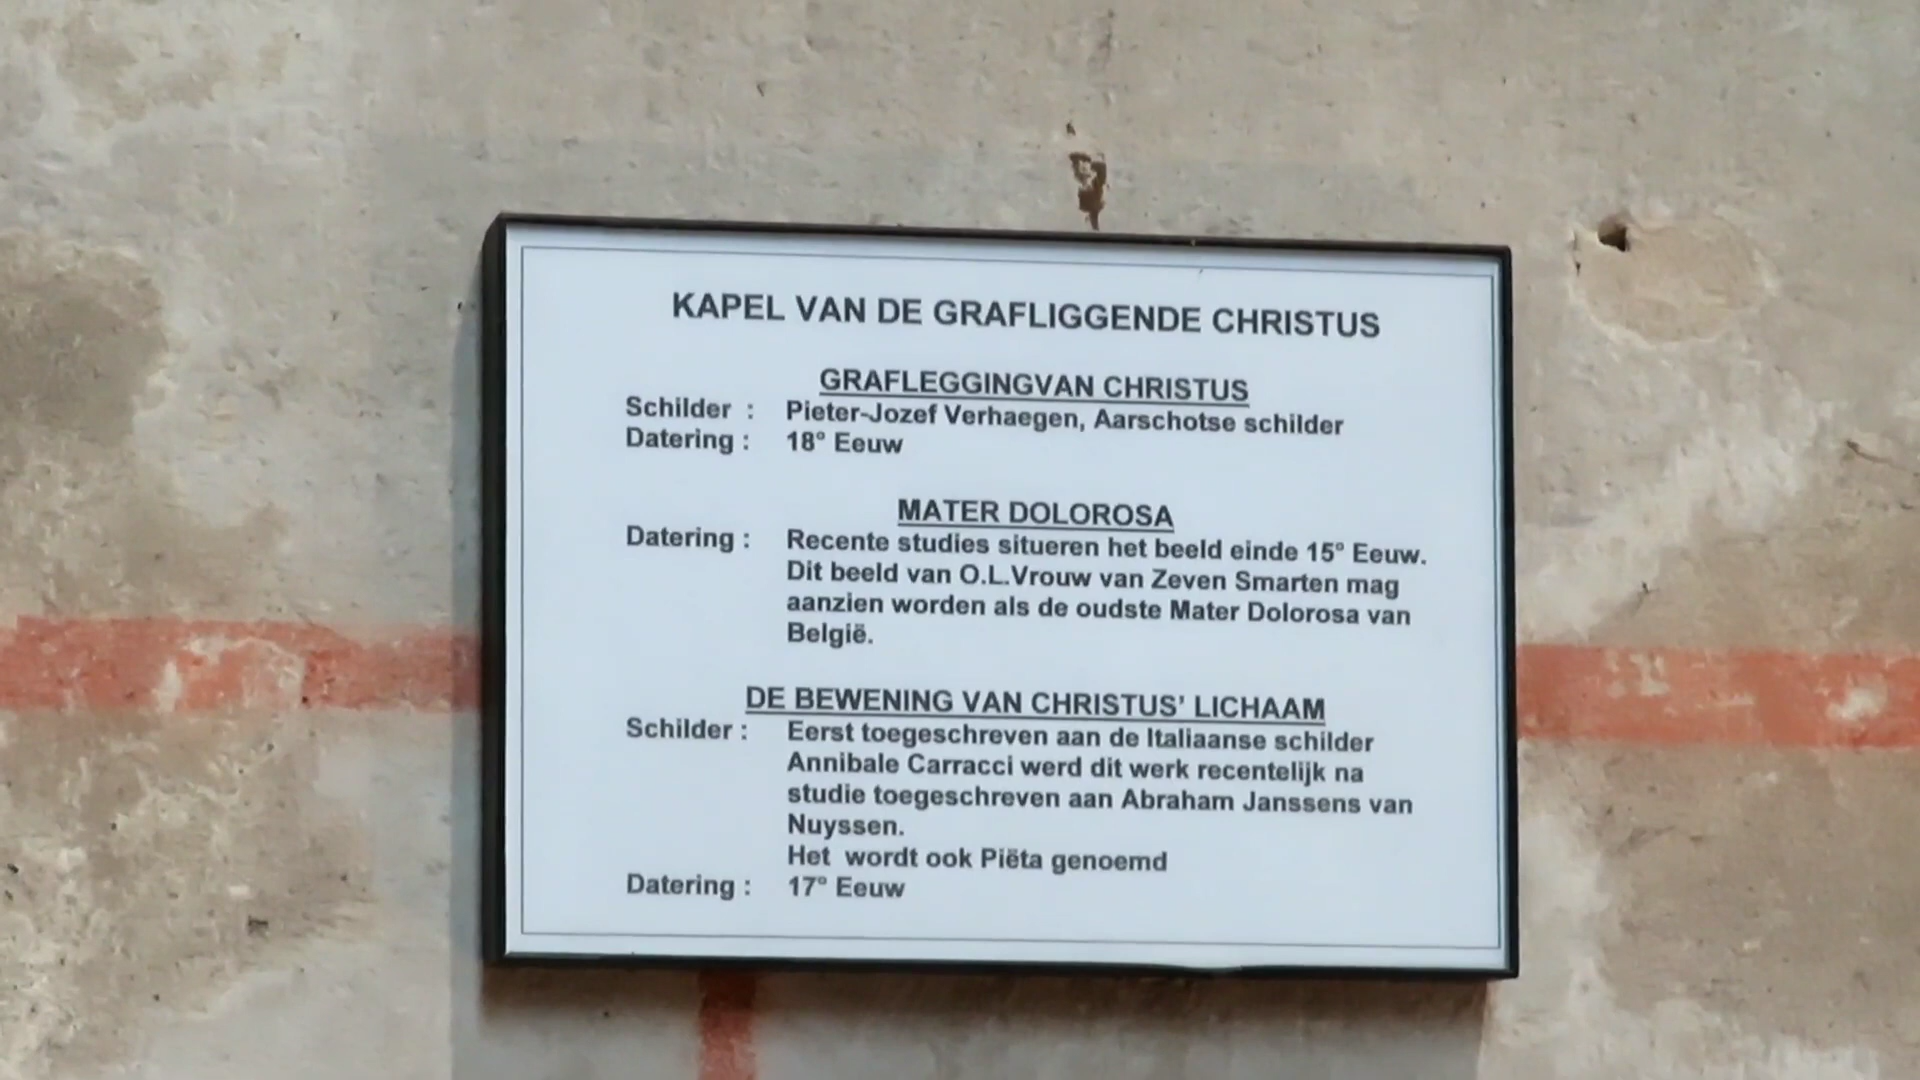 KAPEL VAN DE GRAFLIGGENDE CHRISTUS
GRAFLEGGINGVAN CHRISTUS
Schilder : Pieter-Jozef Verhaegen, Aarschotse schilder
Datering : 18° Eeuw
MATER DOLOROSA
Datering : Recente studies situeren het beeld einde 15° Eeuw.
Dit beeld van O.L.Vrouw van Zeven Smarten mag
aanzien worden als de oudste Mater Dolorosa van
België.
DE BEWENING VAN CHRISTUS' LICHAAM
Schilder : Eerst toegeschreven aan de Italiaanse schilder
Annibale Carracci werd dit werk recentelijk na
studie toegeschreven aan Abraham Janssens van
Nuyssen.
Het wordt ook Piëta genoemd
Datering : 17° Eeuw